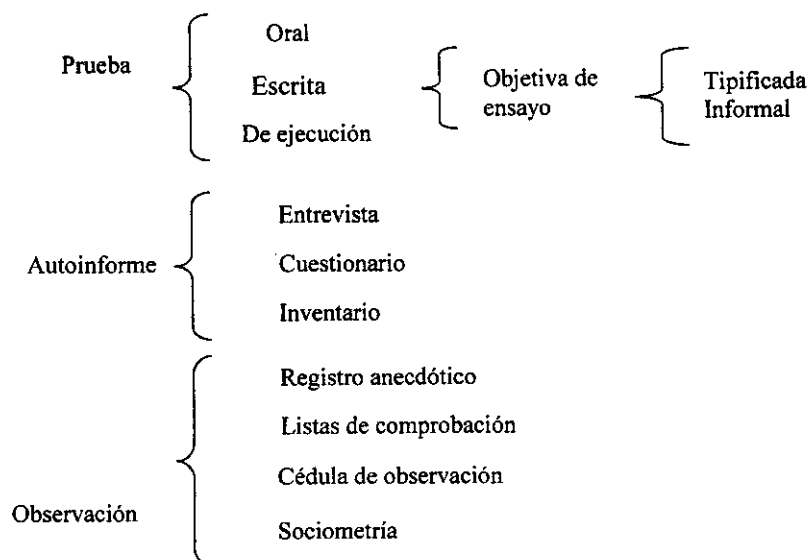 Oral
Prueba
Escrita
De ejecución
Objetiva de
ensayo
Tipificada
Informal
Entrevista
Autoinforme
Cuestionario
Inventario
Registro anecdótico
Listas de comprobación
Cédula de observación
Observación
Sociometría